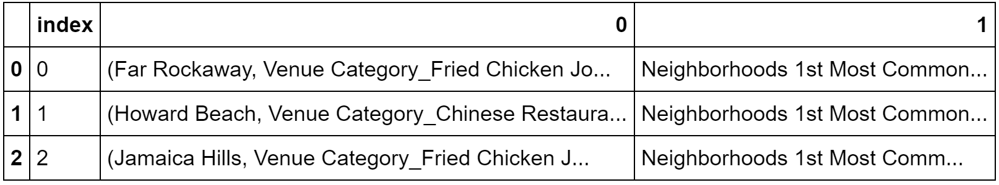 index 0 1
0 0 (Far Rockaway, Venue Category_Fried Chicken Jo... Neighborhoods 1st Most Common...
1 1 (Howard Beach, Venue Category_Chinese Restaura... Neighborhoods 1st Most Common...
2 2 (Jamaica Hills, Venue Category_Fried Chicken J... Neighborhoods 1st Most Comm...